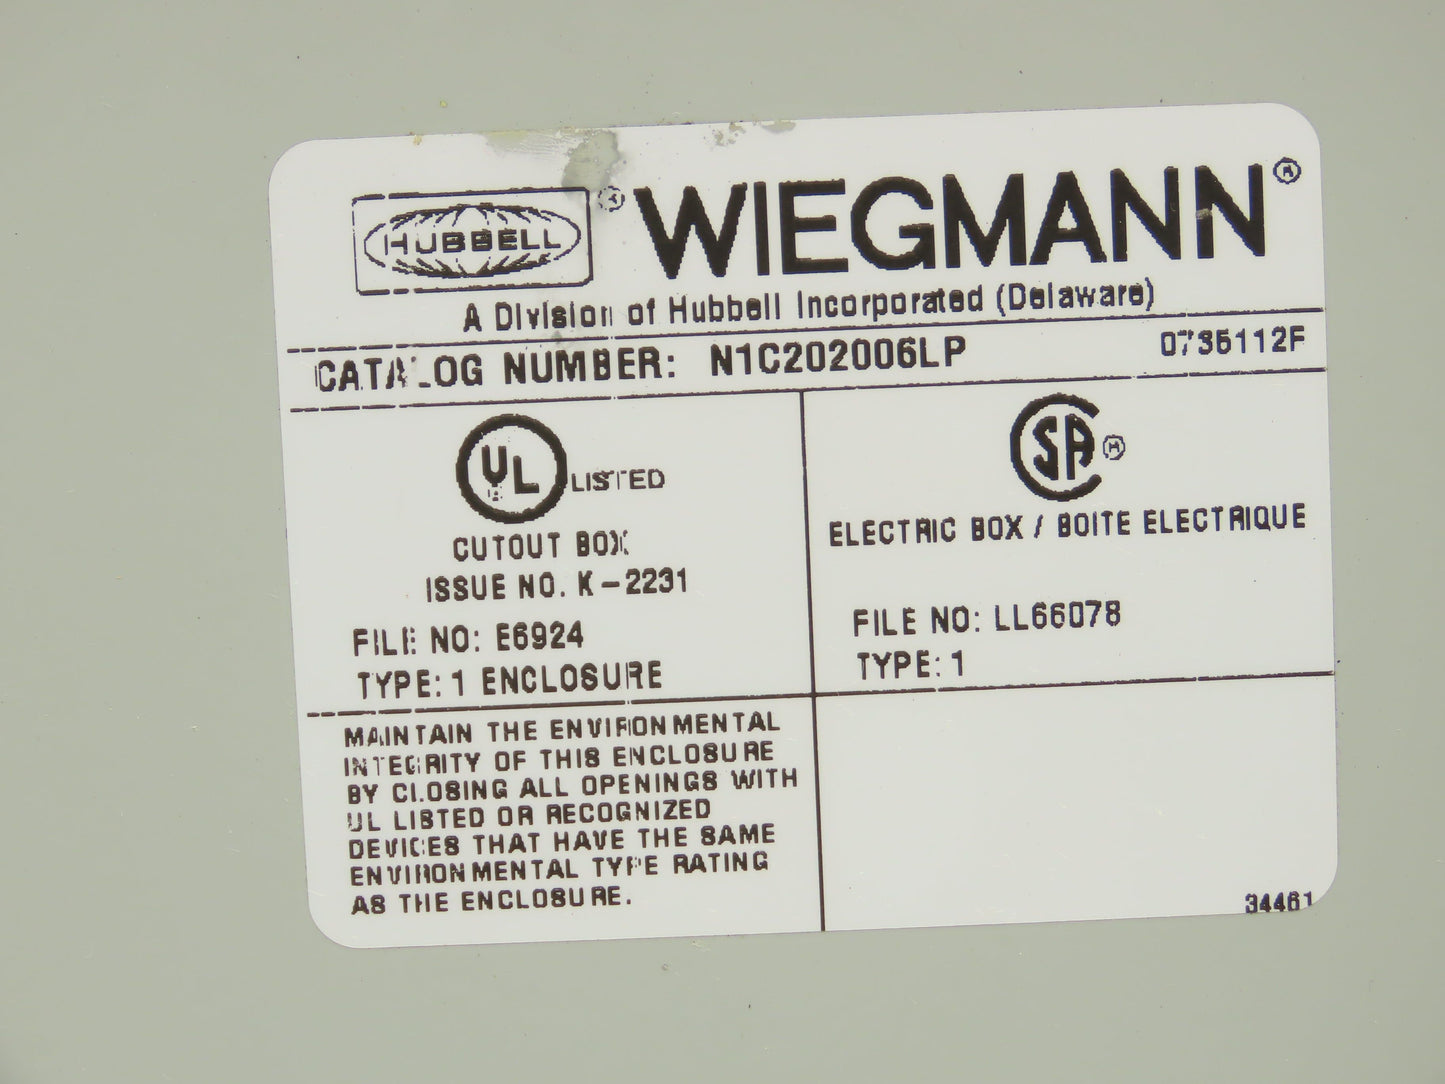 HUBBELL® WIEGMANN®
A Division of Hubbell Incorporated (Delaware)
CATALOG NUMBER: N1C202006LP 0735112F
UL LISTED
CUTOUT BOX
ISSUE NO. K-2231
FILE NO: E6924
TYPE: 1 ENCLOSURE
SA®
ELECTRIC BOX / BOITE ELECTRIQUE
FILE NO: LL66078
TYPE: 1
MAINTAIN THE ENVIRONMENTAL
INTEGRITY OF THIS ENCLOSURE
BY CLOSING ALL OPENINGS WITH
UL LISTED OR RECOGNIZED
DEVICES THAT HAVE THE SAME
ENVIRONMENTAL TYPE RATING
AS THE ENCLOSURE.
34461